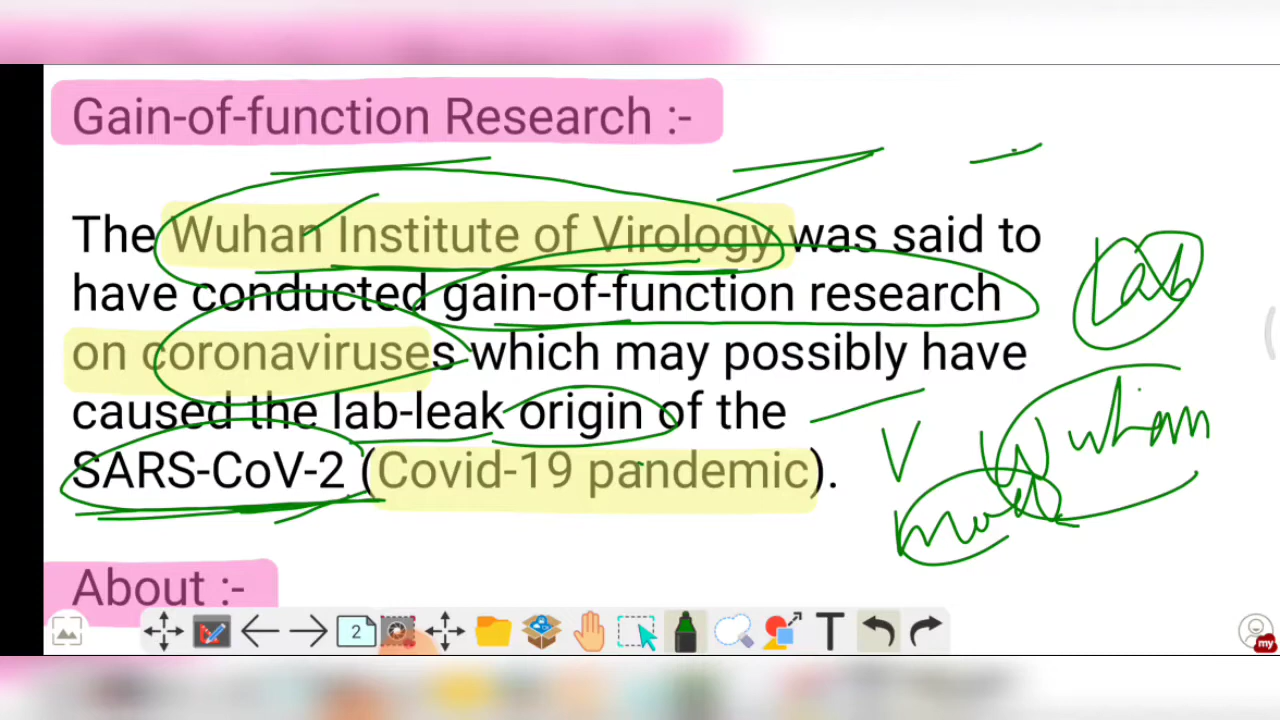 Gain-of-function Research :-
The Wuhan Institute of Virology was said to
have conducted gain-of-function research
on coronaviruses which may possibly have
caused the lab-leak origin of the
SARS-CoV-2 (Covid-19 pandemic).
Lab
V
About :-
2
T
my